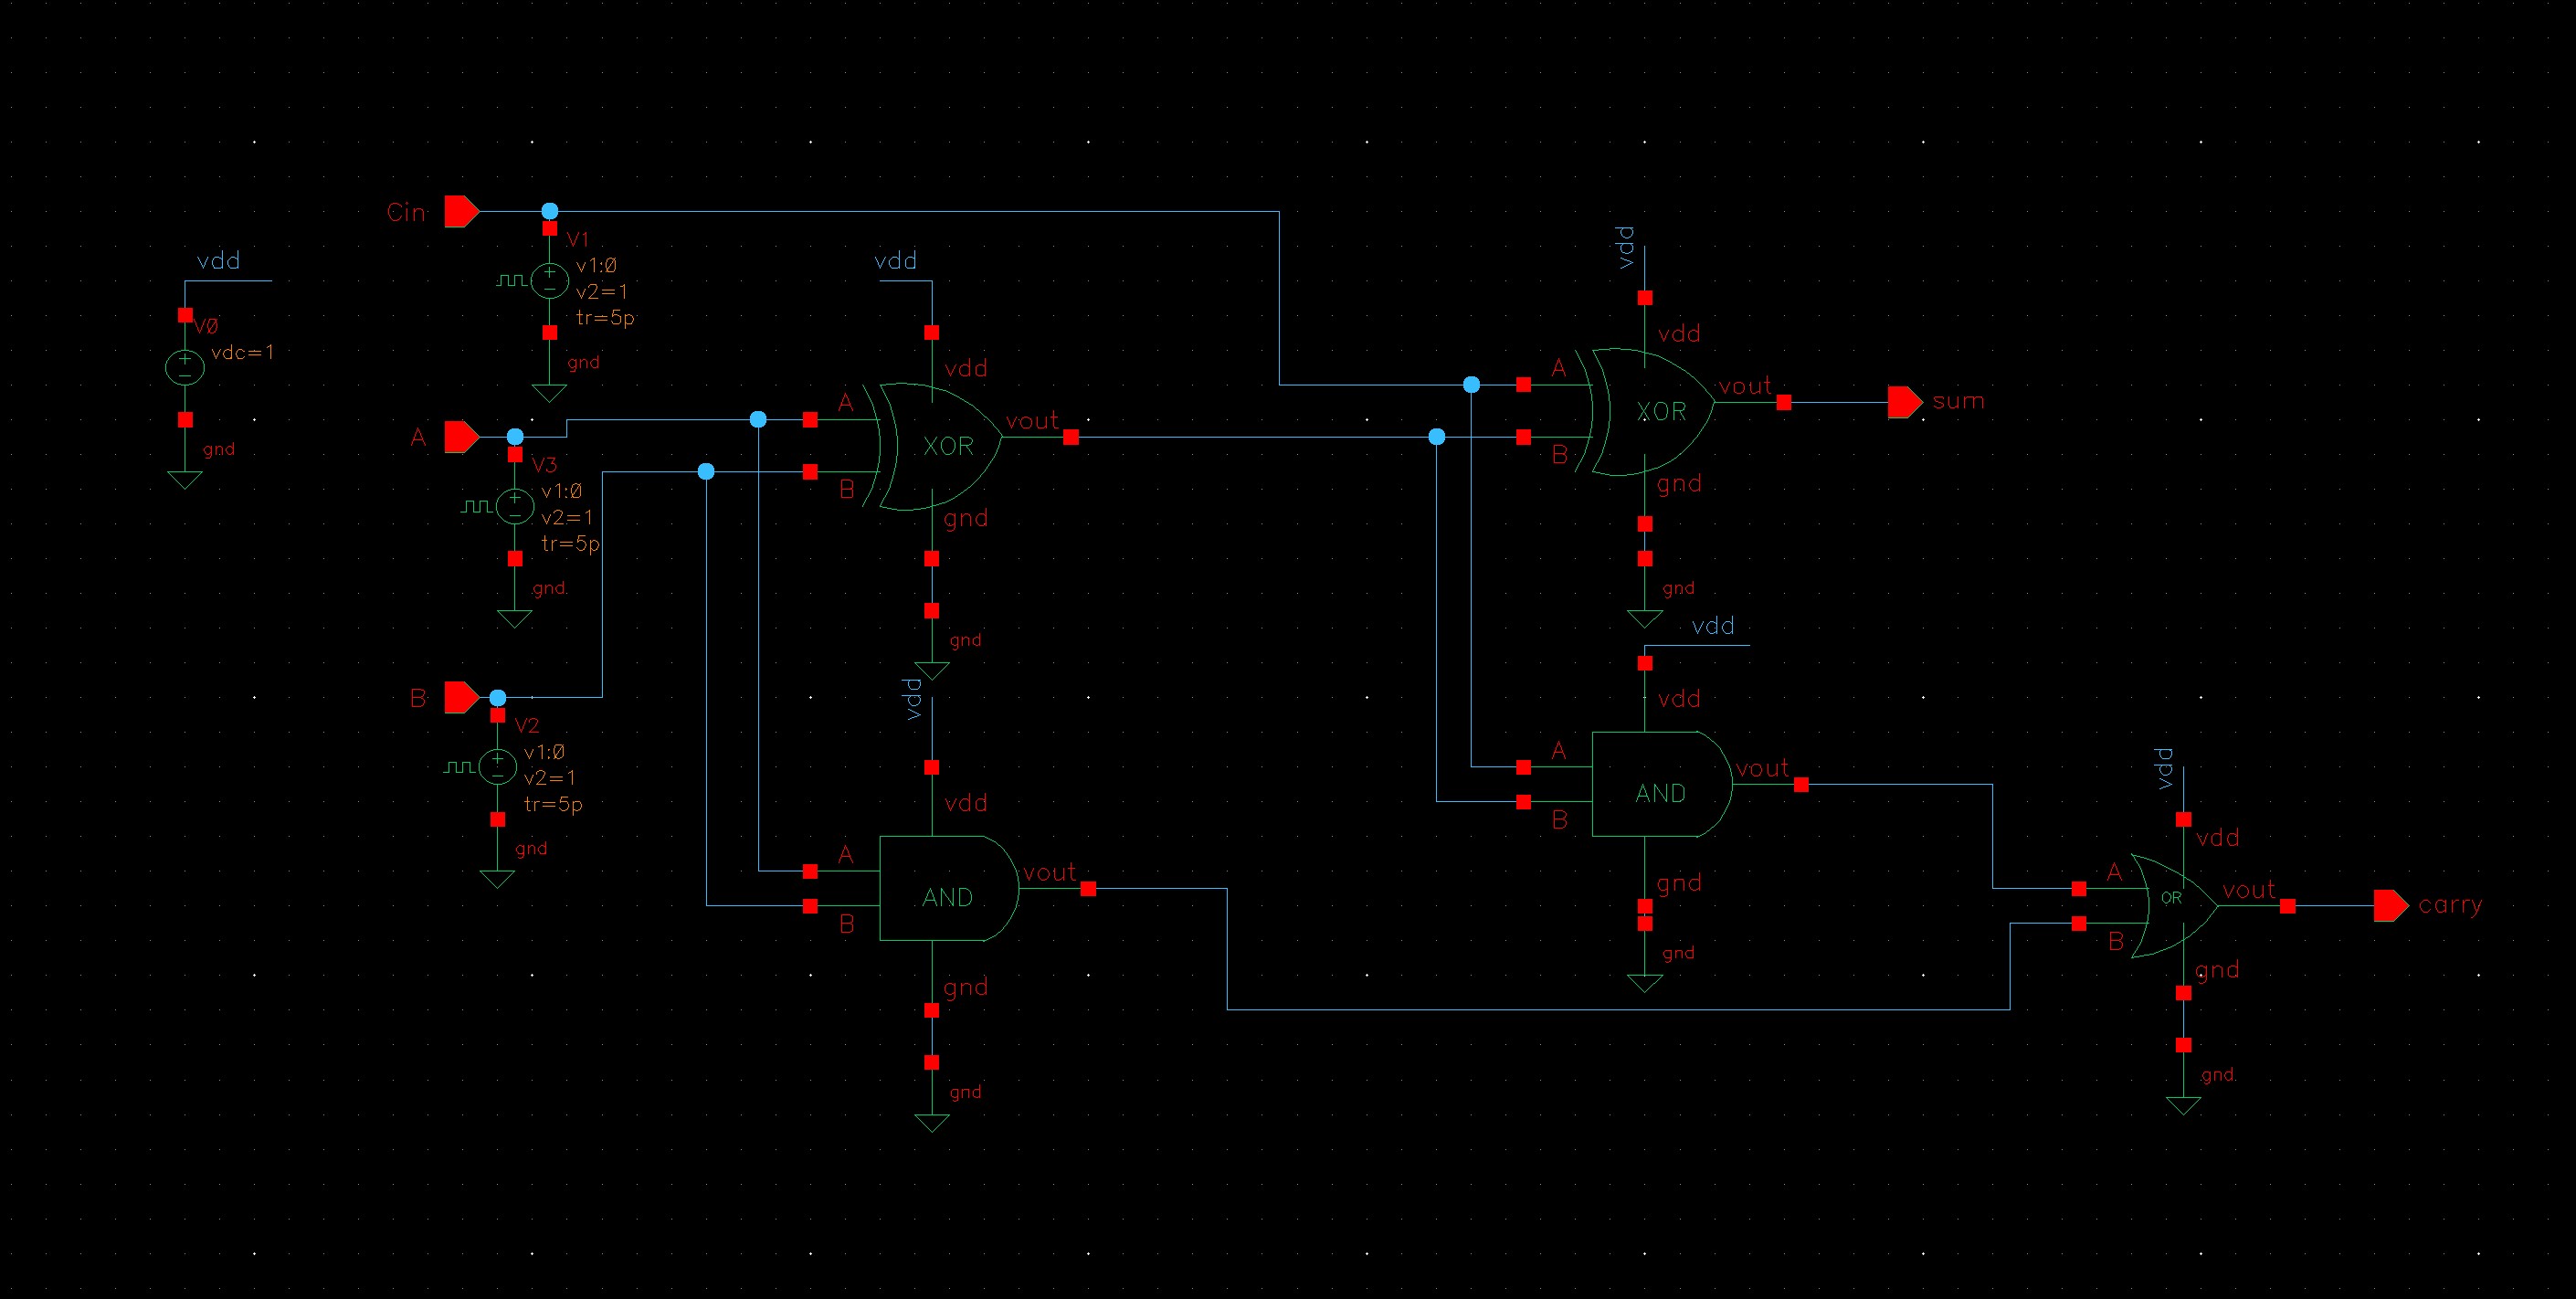 Cin
V1
v1:0
v2=1
tr=5p
gnd
vdd
V0
vdc=1
gnd
A
V3
v1:0
v2=1
tr=5p
gnd
B
V2
v1:0
v2=1
tr=5p
gnd
vdd
vdd
A
B
XOR
vout
gnd
gnd
vdd
vdd
A
B
AND
vout
gnd
gnd
vdd
vdd
A
B
XOR
vout
sum
gnd
gnd
vdd
vdd
A
B
AND
vout
gnd
gnd
vdd
vdd
A
B
OR
vout
carry
gnd
gnd